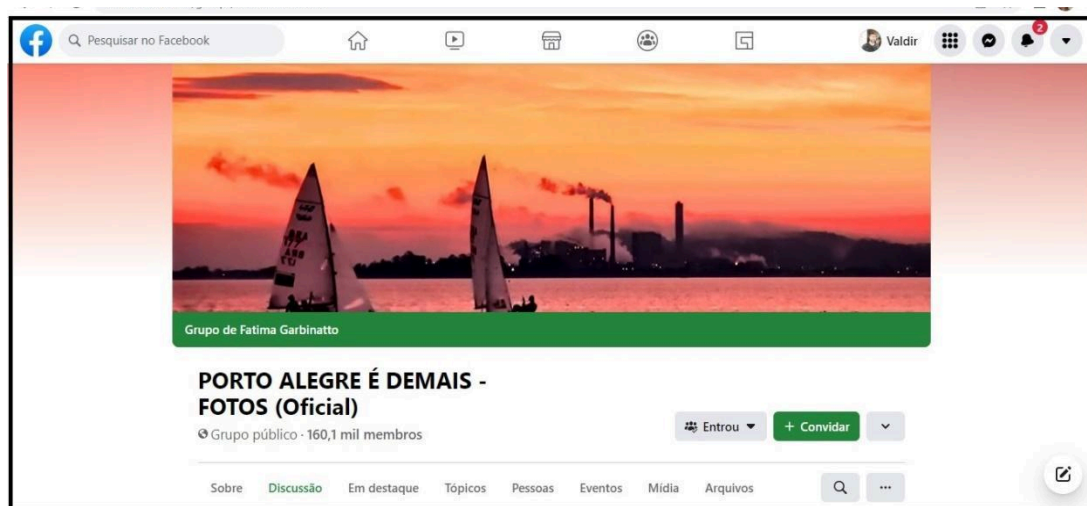 Pesquisar no Facebook
Valdir
2
Grupo de Fatima Garbinatto
PORTO ALEGRE É DEMAIS -
FOTOS (Oficial)
Grupo público · 160,1 mil membros
Entrou
+ Convidar
Sobre Discussão Em destaque Tópicos Pessoas Eventos Mídia Arquivos